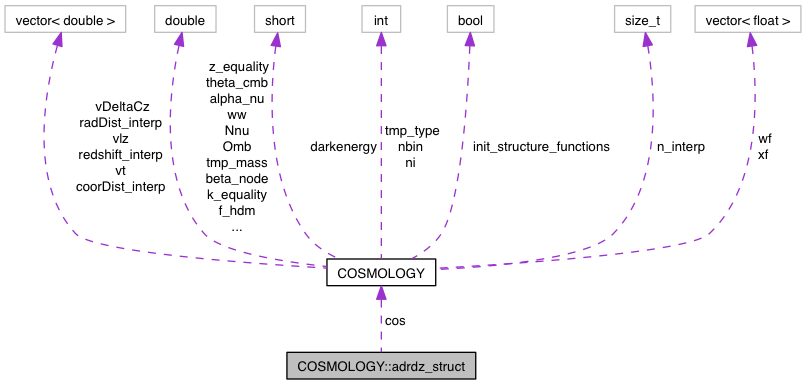 vector< double >
double
short
int
bool
size_t
vector< float >
vDeltaCz
radDist_interp
vlz
redshift_interp
vt
coorDist_interp
z_equality
theta_cmb
alpha_nu
ww
Nnu
Omb
tmp_mass
beta_node
k_equality
f_hdm
...
darkenergy
tmp_type
nbin
ni
init_structure_functions
n_interp
wf
xf
COSMOLOGY
cos
COSMOLOGY::adrdz_struct